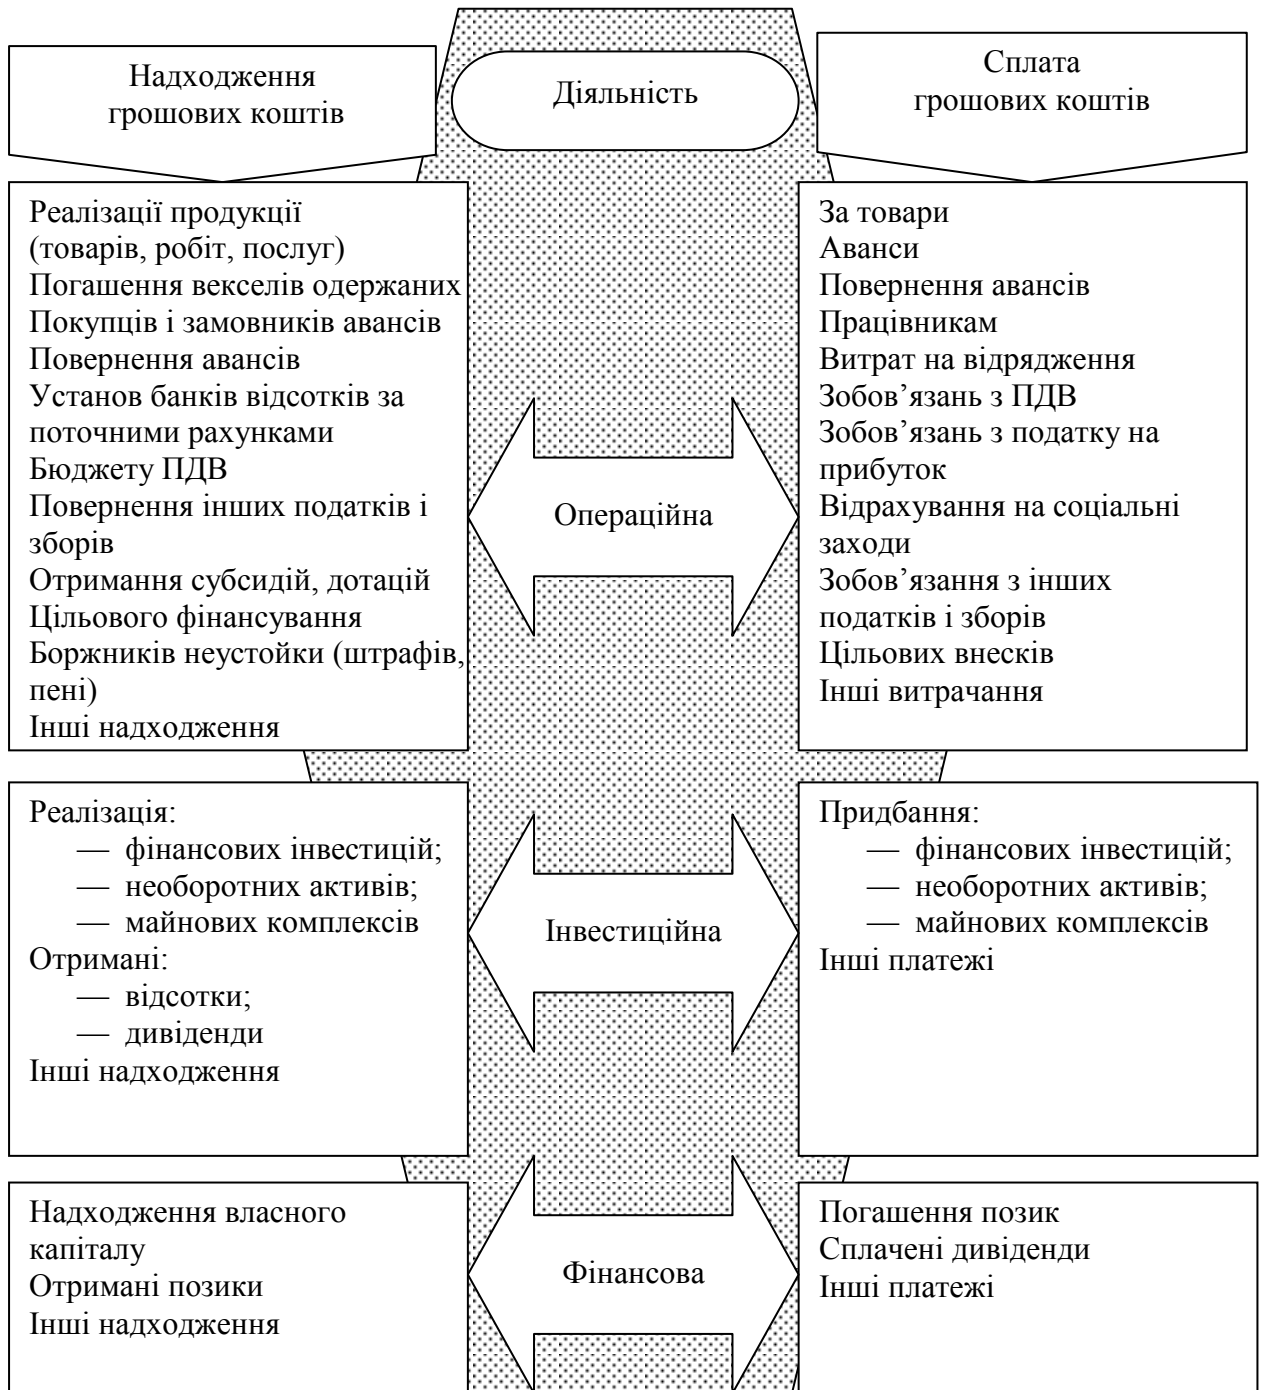 Надходження
грошових коштів
Діяльність
Сплата
грошових коштів
Реалізації продукції
(товарів, робіт, послуг)
Погашення векселів одержаних
Покупців і замовників авансів
Повернення авансів
Установ банків відсотків за
поточними рахунками
Бюджету ПДВ
Повернення інших податків і
зборів
Отримання субсидій, дотацій
Цільового фінансування
Боржників неустойки (штрафів,
пені)
Інші надходження
Операційна
За товари
Аванси
Повернення авансів
Працівникам
Витрат на відрядження
Зобов’язань з ПДВ
Зобов’язань з податку на
прибуток
Відрахування на соціальні
заходи
Зобов’язання з інших
податків і зборів
Цільових внесків
Інші витрачання
Реалізація:
— фінансових інвестицій;
— необоротних активів;
— майнових комплексів
Отримані:
— відсотки;
— дивіденди
Інші надходження
Інвестиційна
Придбання:
— фінансових інвестицій;
— необоротних активів;
— майнових комплексів
Інші платежі
Надходження власного
капіталу
Отримані позики
Інші надходження
Фінансова
Погашення позик
Сплачені дивіденди
Інші платежі